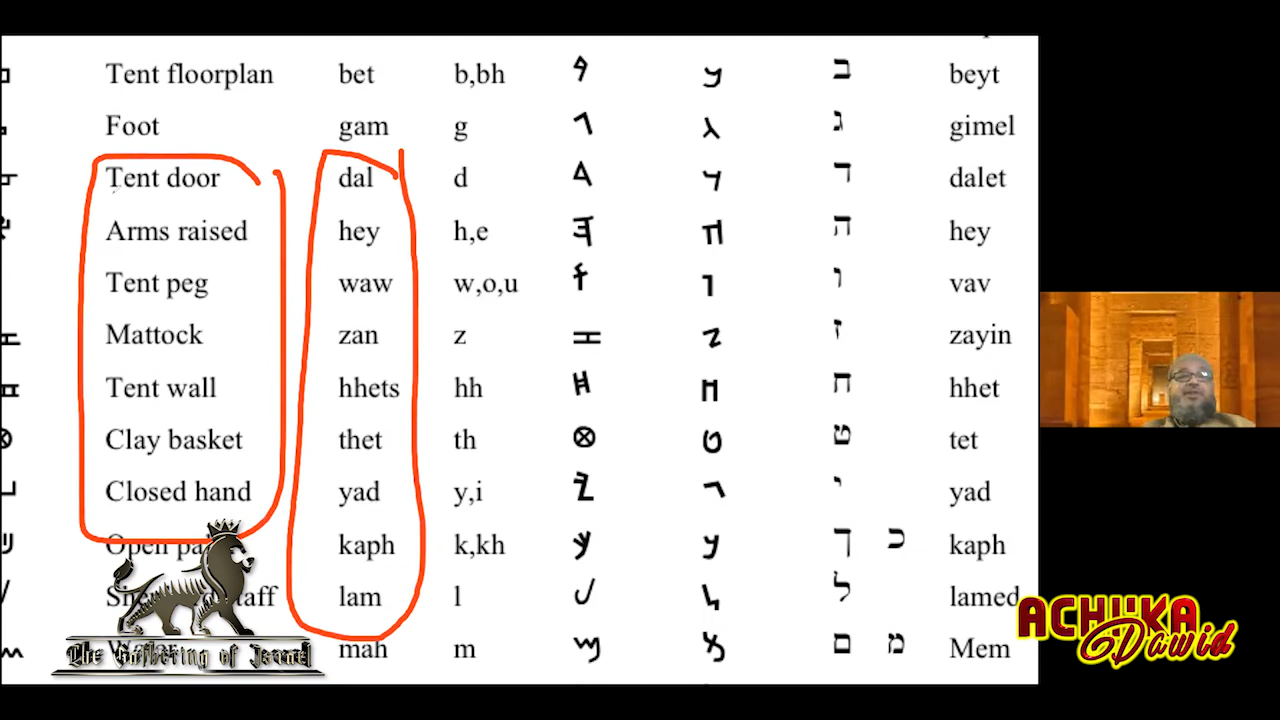 Tent floorplan bet b,bh ב beyt
Foot gam g ג gimel
Tent door dal d ד dalet
Arms raised hey h,e ה hey
Tent peg waw w,o,u ו vav
Mattock zan z ז zayin
Tent wall hhets hh ח hhet
Clay basket thet th ט tet
Closed hand yad y,i י yad
Open kaph k,kh ך כ kaph
lam l ל lamed
mah m ם מ Mem
The Gathering of Israel
ACHUKA
Dawid